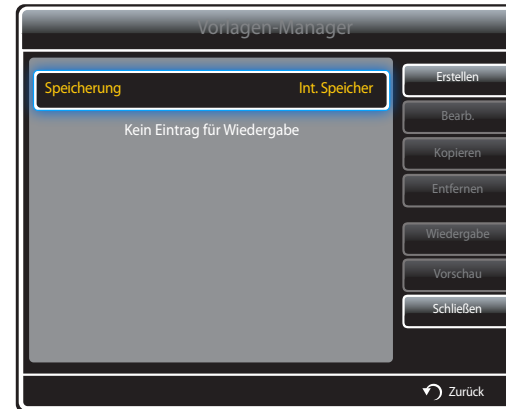 Vorlagen-Manager
Speicherung Int. Speicher
Kein Eintrag für Wiedergabe
Erstellen
Bearb.
Kopieren
Entfernen
Wiedergabe
Vorschau
Schließen
Zurück